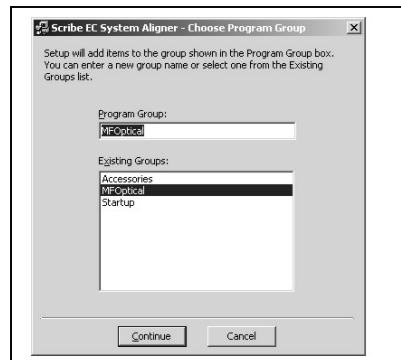 Scribe EC System Aligner - Choose Program Group
Setup will add items to the group shown in the Program Group box.
You can enter a new group name or select one from the Existing
Groups list.
Program Group:
MFOptical
Existing Groups:
Accessories
MFOptical
Startup
Continue
Cancel